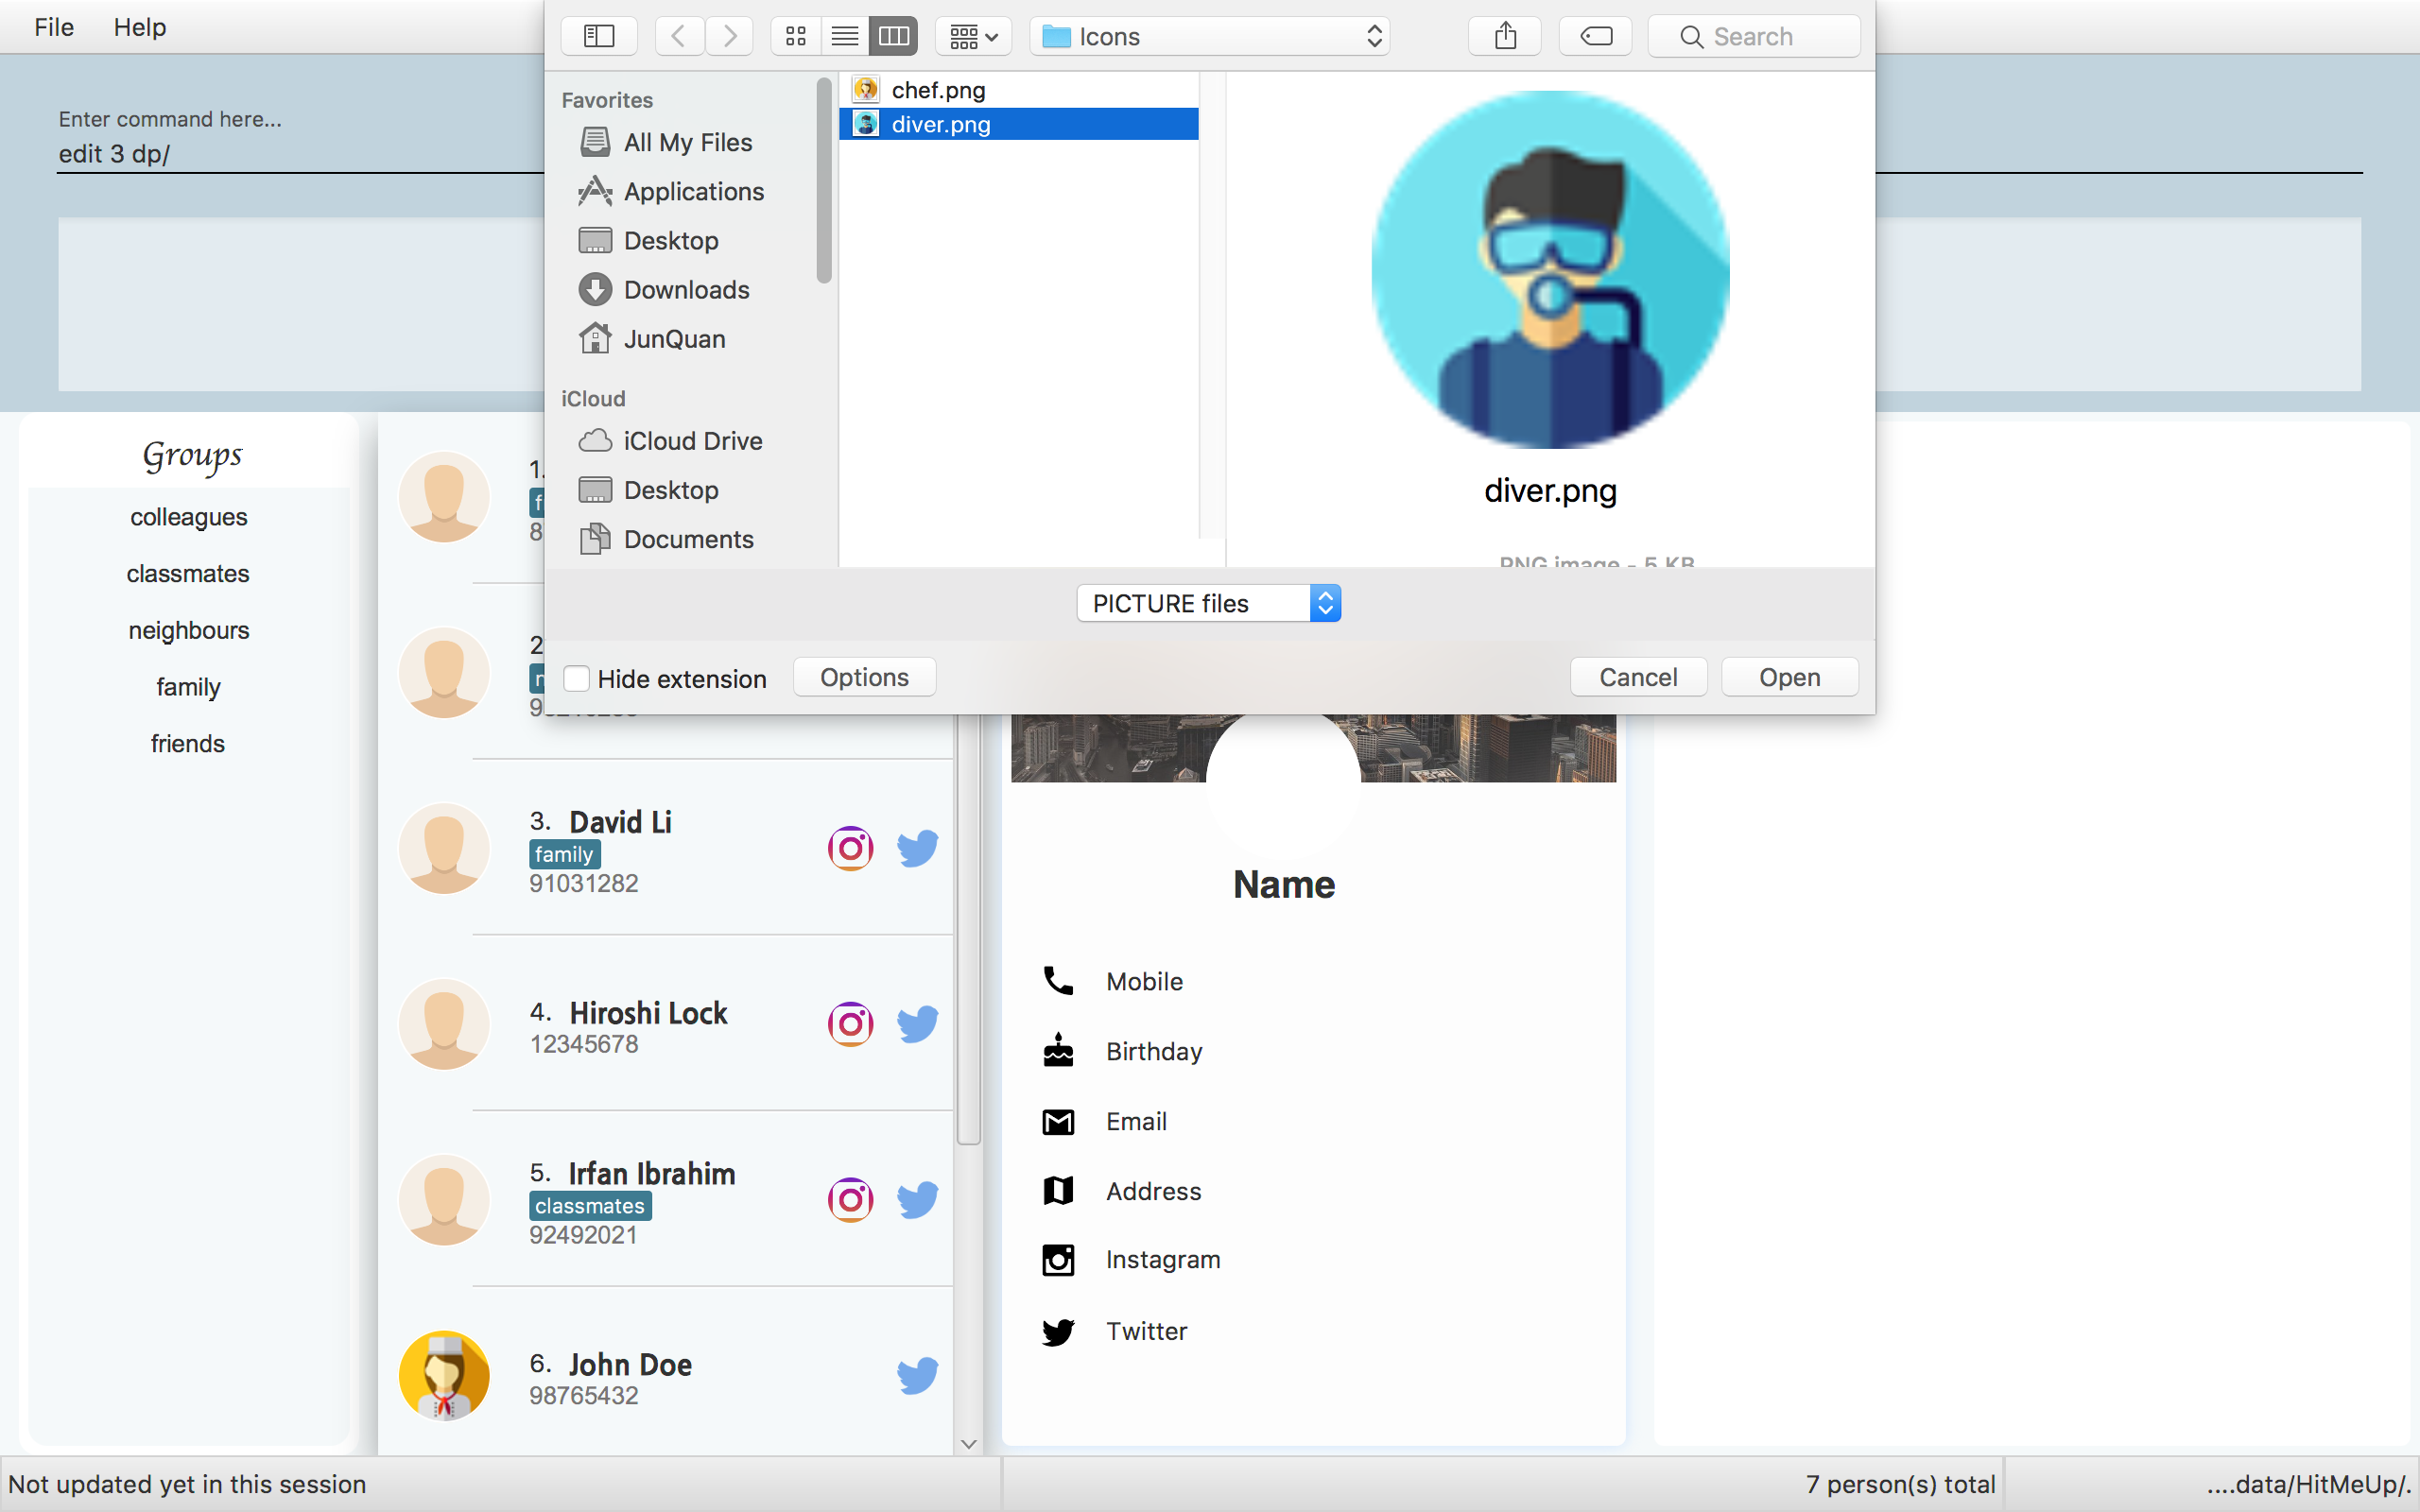 File Help
Icons
Search
Enter command here...
edit 3 dp/
Favorites
All My Files
Applications
Desktop
Downloads
JunQuan
iCloud
iCloud Drive
Desktop
Documents
chef.png
diver.png
diver.png
PNG image - 5 KB
PICTURE files
Hide extension
Options
Cancel
Open
Groups
colleagues
classmates
neighbours
family
friends
1.
2
3. David Li
family
91031282
4. Hiroshi Lock
12345678
5. Irfan Ibrahim
classmates
92492021
6. John Doe
98765432
Name
Mobile
Birthday
Email
Address
Instagram
Twitter
Not updated yet in this session
7 person(s) total
....data/HitMeUp/.